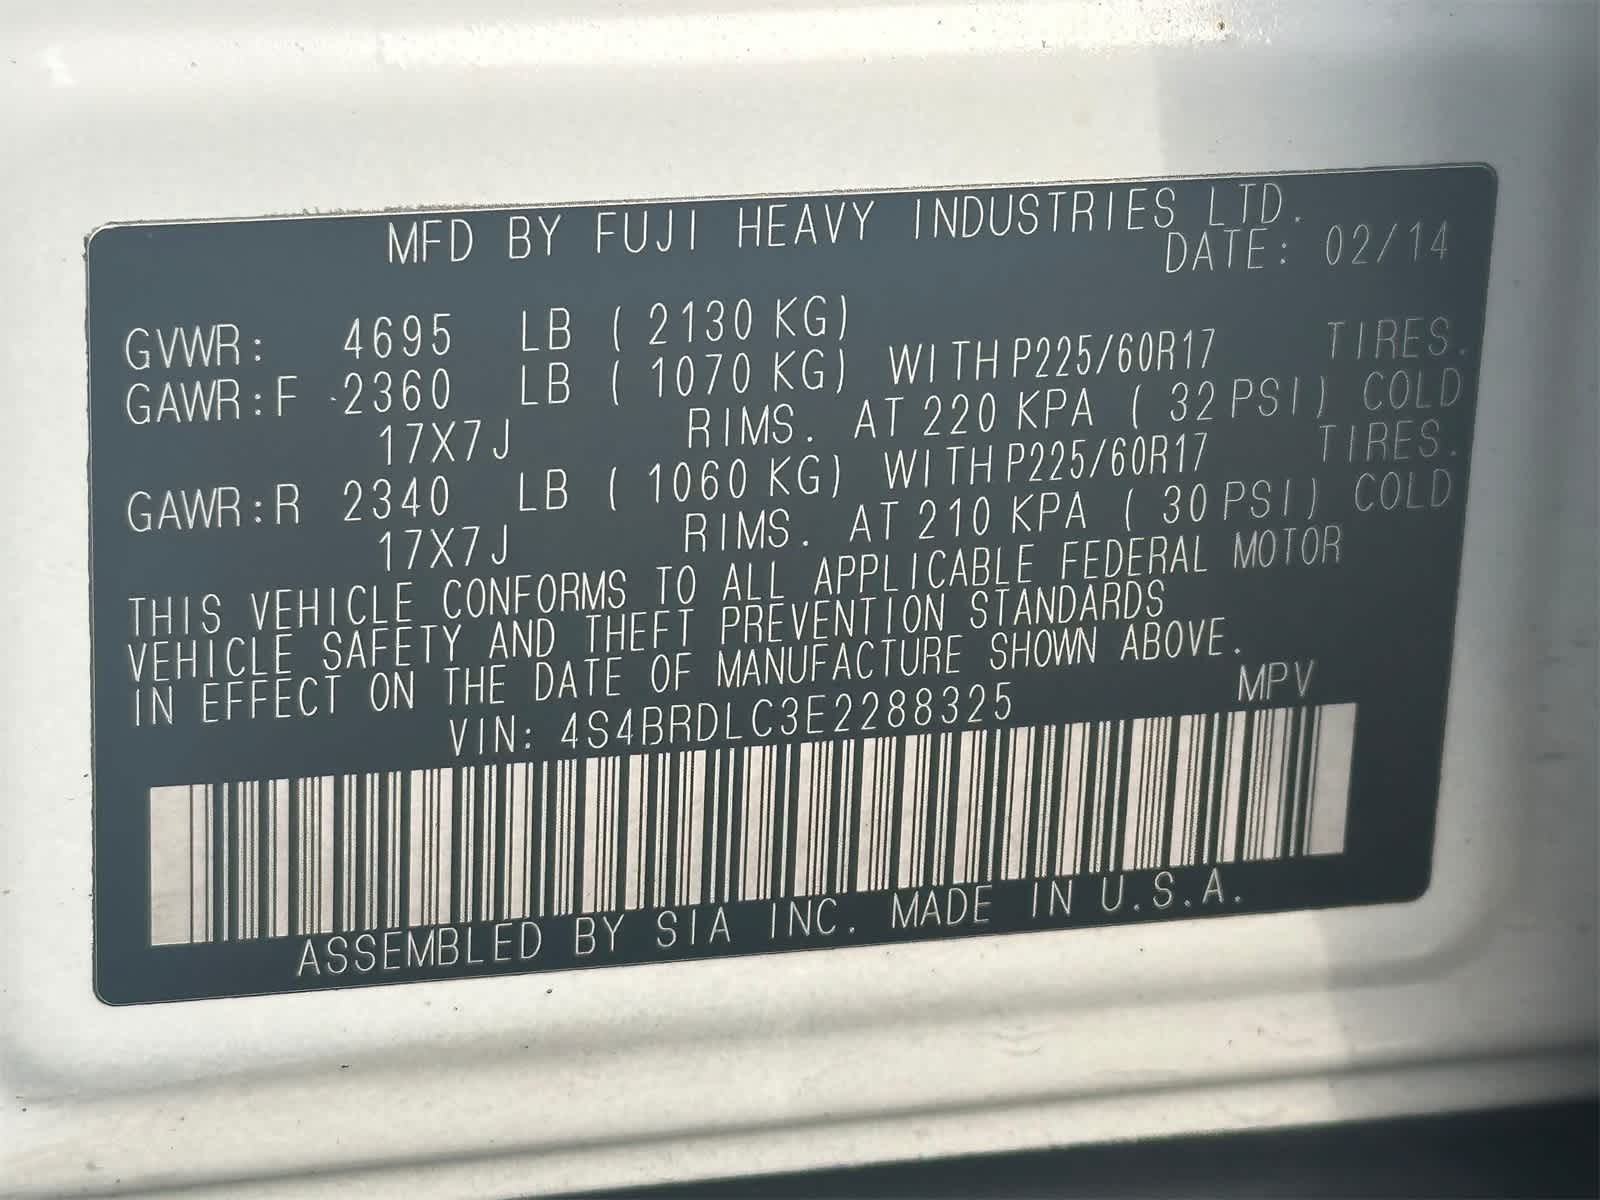 MFD BY FUJI HEAVY INDUSTRIES LTD.
DATE: 02/14
GVWR: 4695 LB ( 2130 KG)
GAWR:F 2360 LB ( 1070 KG) WITH P225/60R17 TIRES.
17X7J RIMS. AT 220 KPA ( 32 PSI) COLD
GAWR:R 2340 LB ( 1060 KG) WITH P225/60R17 TIRES.
17X7J RIMS. AT 210 KPA ( 30 PSI) COLD
THIS VEHICLE CONFORMS TO ALL APPLICABLE FEDERAL MOTOR
VEHICLE SAFETY AND THEFT PREVENTION STANDARDS
IN EFFECT ON THE DATE OF MANUFACTURE SHOWN ABOVE.
VIN: 4S4BRDLC3E2288325 MPV
ASSEMBLED BY SIA INC. MADE IN U.S.A.